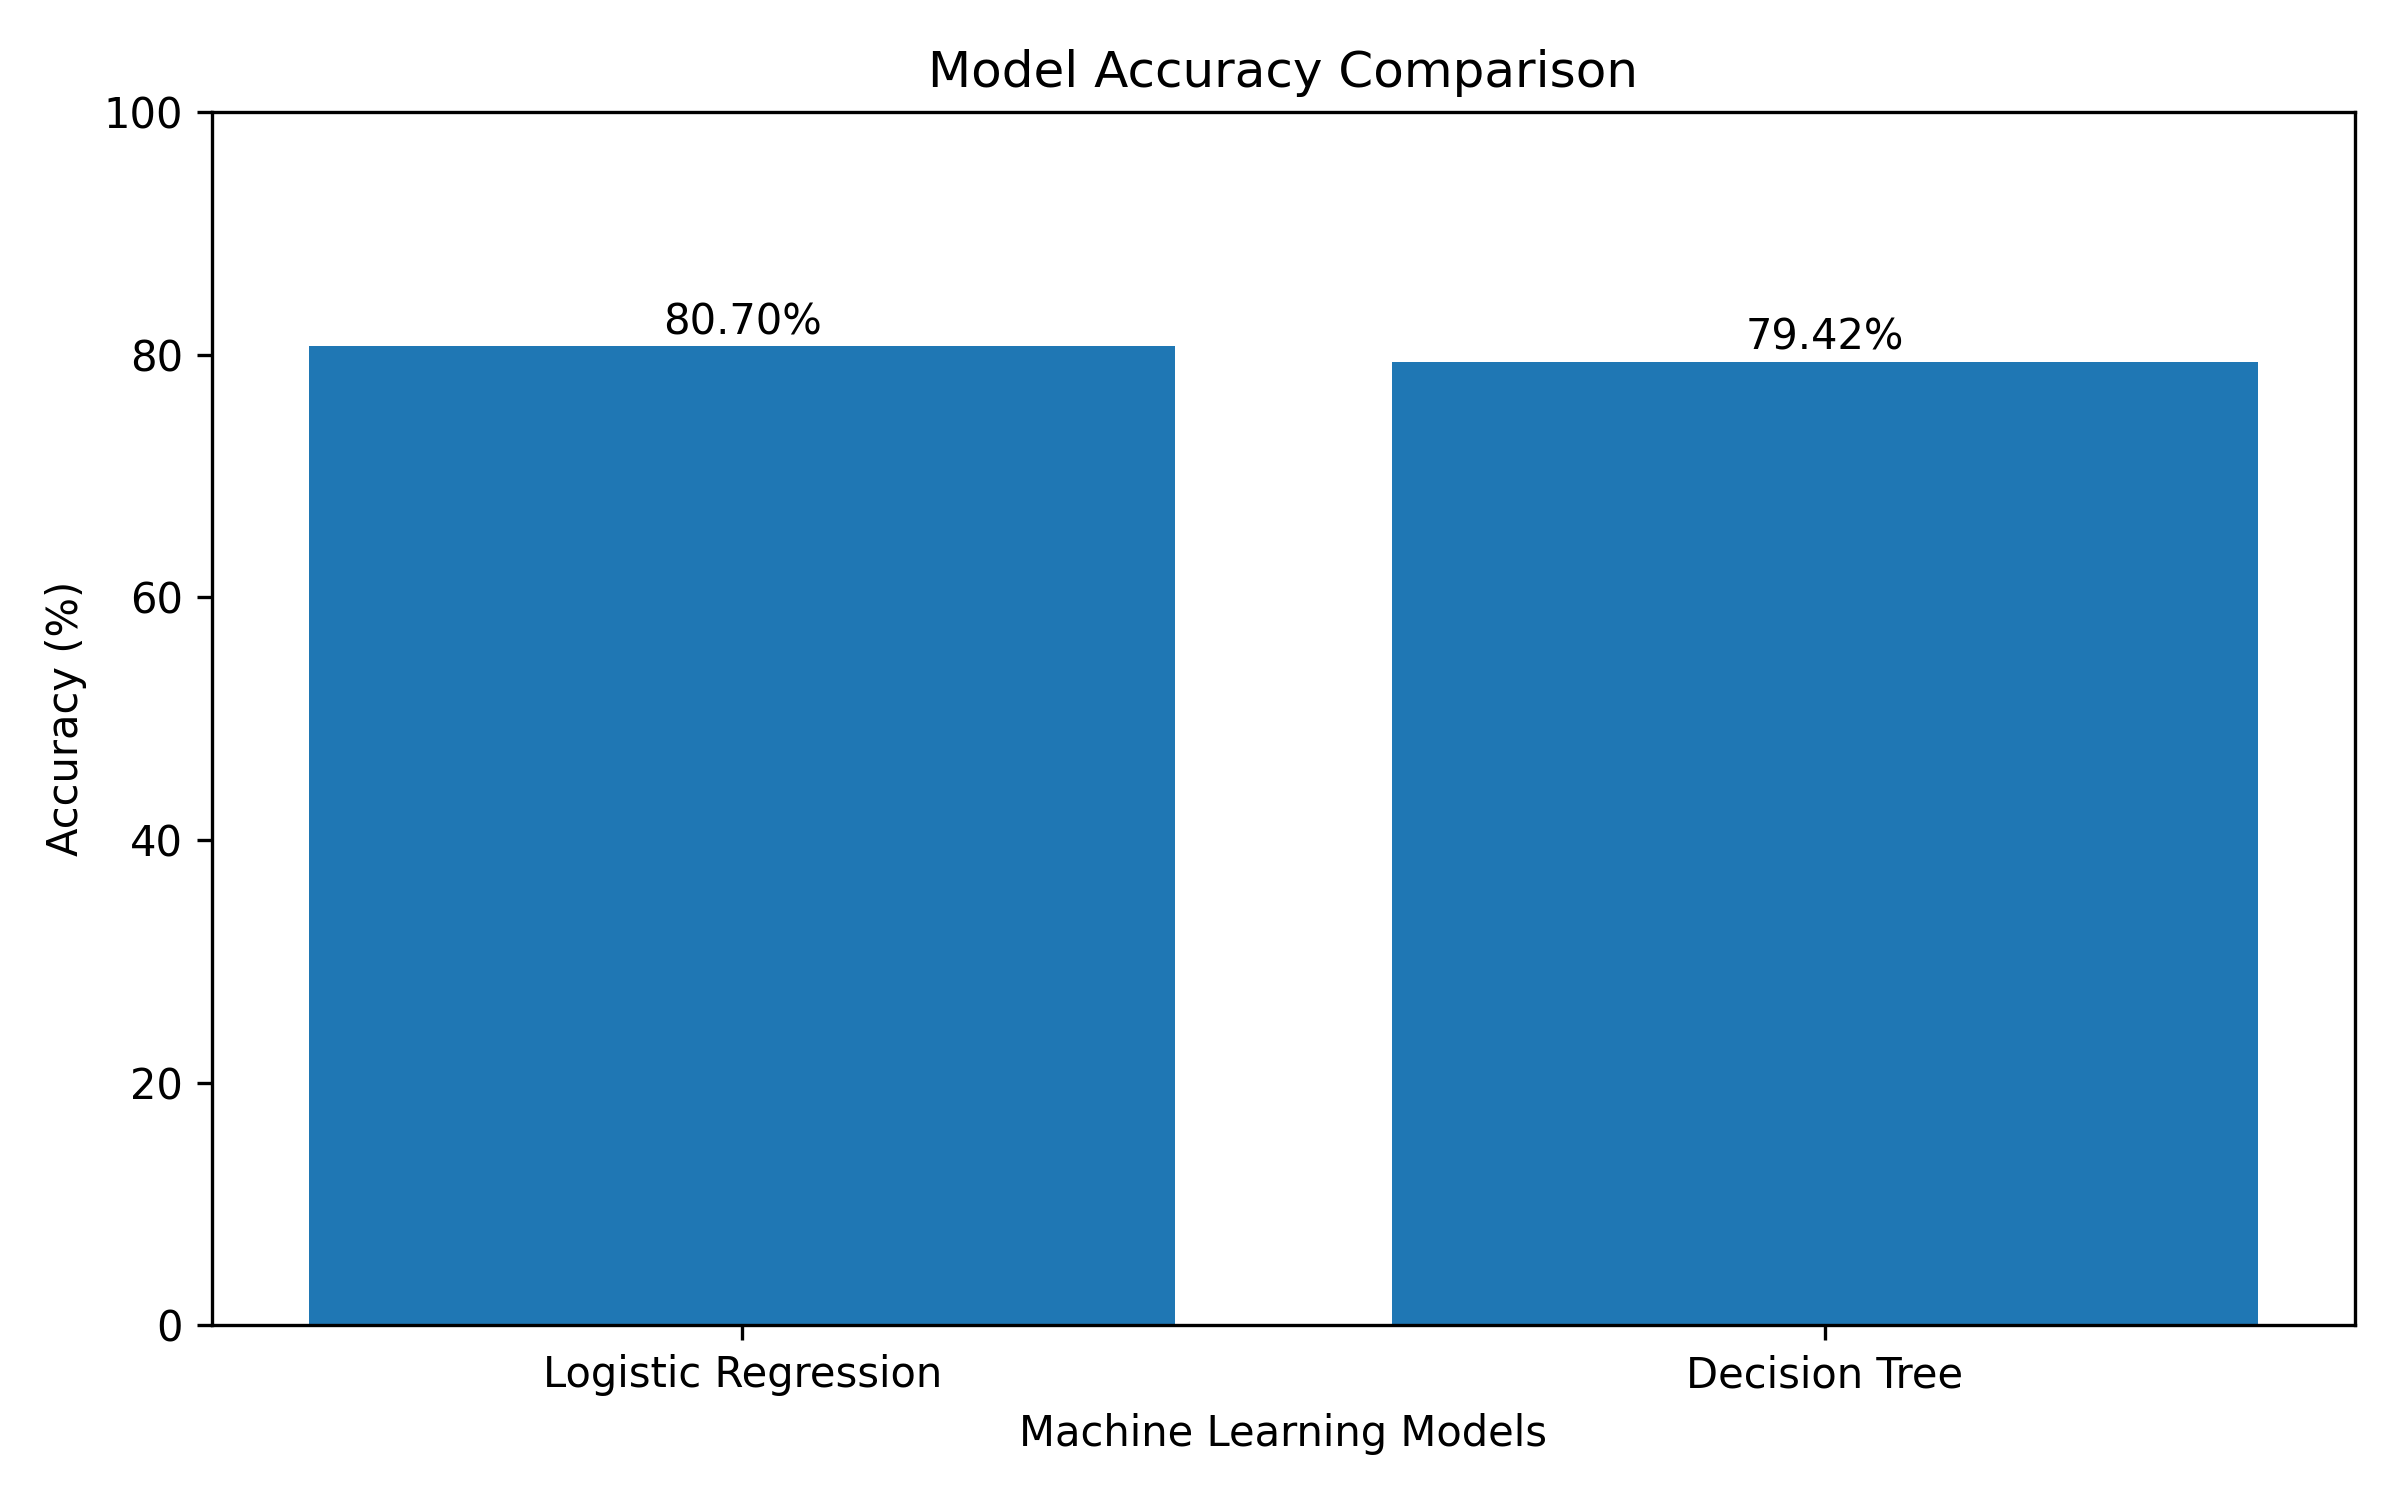 Model Accuracy Comparison
100
80
60
40
20
0
Accuracy (%)
80.70%
79.42%
Logistic Regression
Decision Tree
Machine Learning Models